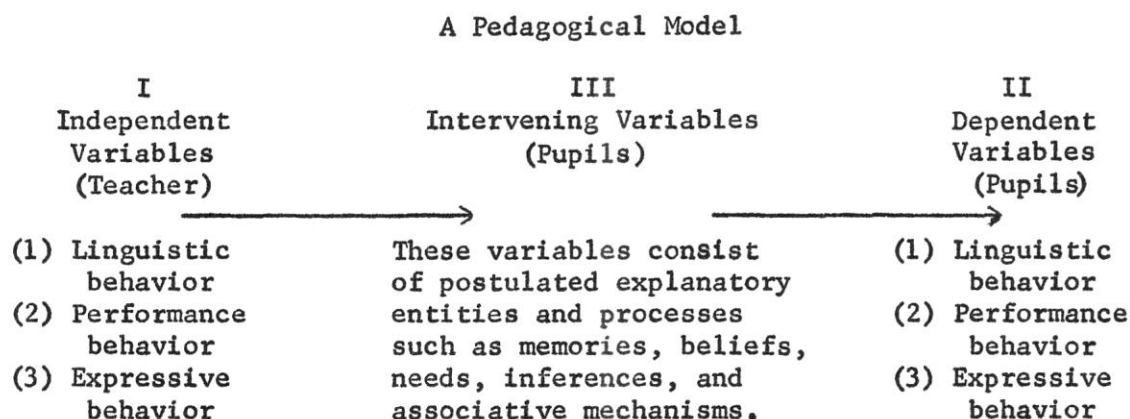 A Pedagogical Model
I III II
Independent Intervening Variables Dependent
Variables (Pupils) Variables
(Teacher) (Pupils)
(1) Linguistic These variables consist (1) Linguistic
behavior of postulated explanatory behavior
(2) Performance entities and processes (2) Performance
behavior such as memories, beliefs, behavior
(3) Expressive needs, inferences, and (3) Expressive
behavior associative mechanisms. behavior